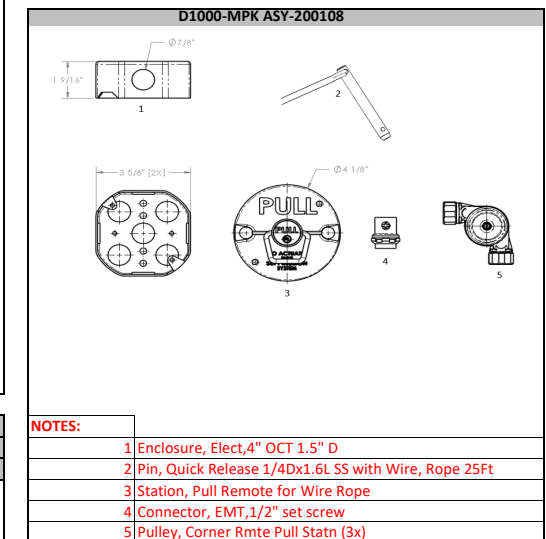 D1000-MPK ASY-200108
Ø7/8"
1 9/16"
1
2
3 5/8" [2X]
Ø4 1/8"
PULL
PULL
SYSTEM
3
4
5
NOTES:
1 Enclosure, Elect,4" OCT 1.5" D
2 Pin, Quick Release 1/4Dx1.6L SS with Wire, Rope 25Ft
3 Station, Pull Remote for Wire Rope
4 Connector, EMT,1/2" set screw
5 Pulley, Corner Rmte Pull Statn (3x)